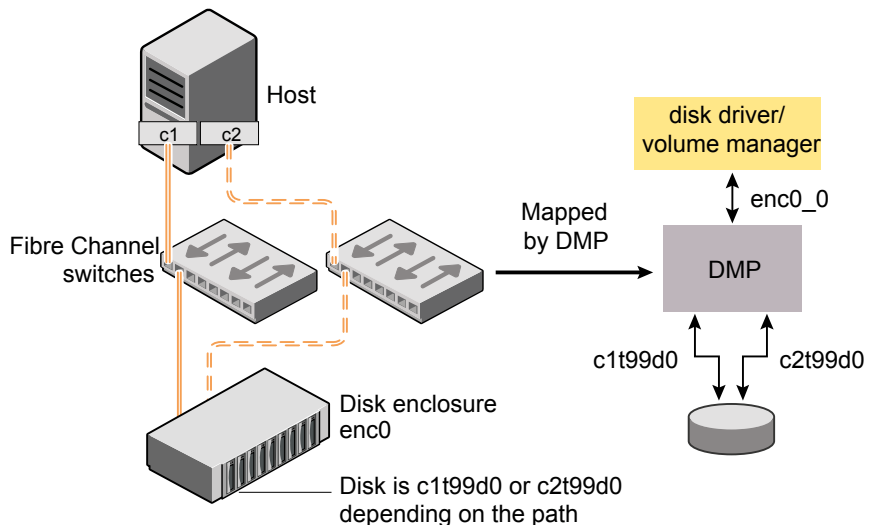 Host
c1
c2
Fibre Channel
switches
Disk enclosure
enc0
Disk is c1t99d0 or c2t99d0
depending on the path
Mapped
by DMP
disk driver/
volume manager
enc0_0
DMP
c1t99d0
c2t99d0